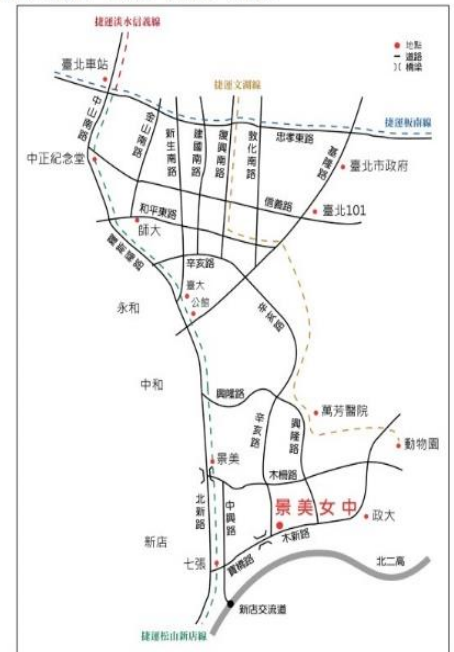 捷運淡水信義線
地點
道路
橋梁
臺北車站
捷運文湖線
中山南路
金山南路
新生南路
建國南路
復興南路
敦化南路
忠孝東路
捷運板南線
基隆路
中正紀念堂
臺北市政府
信義路
和平東路
臺北101
師大
羅斯福路
辛亥路
臺大
公館
永和
辛亥路
中和
興隆路
辛亥路
興隆路
萬芳醫院
動物園
景美
木柵路
北新路
中興路
景美女中
政大
木新路
新店
七張
寶橋路
北二高
新店交流道
捷運松山新店線